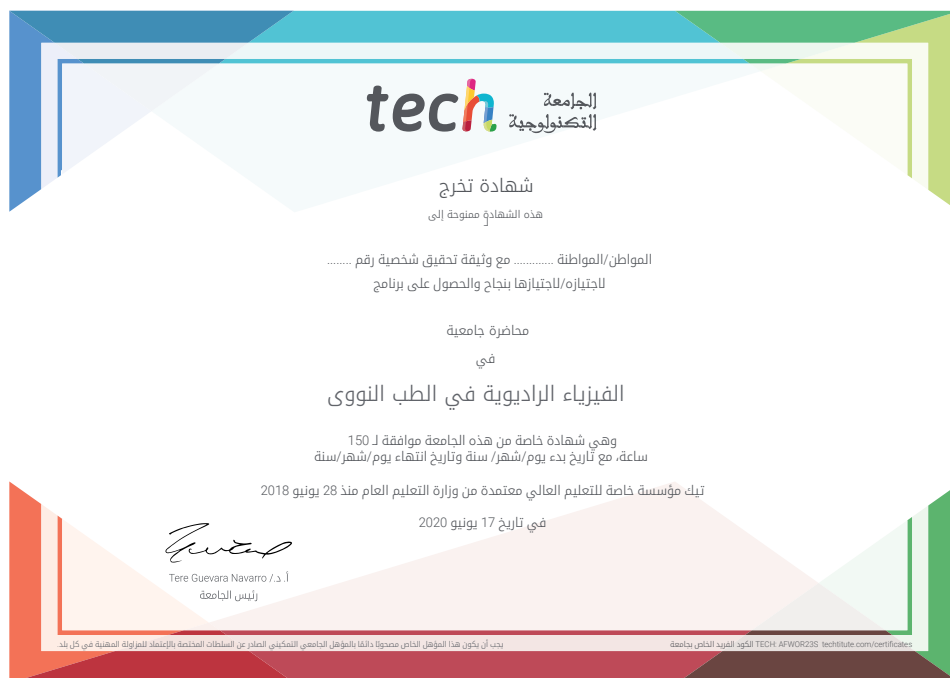 tech الجامعة
التكنولوجية
شهادة تخرج
هذه الشهادة ممنوحة إلى
المواطن/المواطنة ............. مع وثيقة تحقيق شخصية رقم ........
لاجتيازه/لاجتيازها بنجاح والحصول على برنامج
محاضرة جامعية
في
الفيزياء الراديوية في الطب النووى
وهي شهادة خاصة من هذه الجامعة موافقة لـ 150
ساعة، مع تاريخ بدء يوم/شهر/ سنة وتاريخ انتهاء يوم/شهر/سنة
تيك مؤسسة خاصة للتعليم العالي معتمدة من وزارة التعليم العام منذ 28 يونيو 2018
في تاريخ 17 يونيو 2020
أ. د./ Tere Guevara Navarro
رئيس الجامعة
الكود الفريد الخاص بجامعة TECH: AFWOR23S techtitute.com/certificates
يجب أن يكون هذا المؤهل الخاص مصحوبًا دائمًا بالمؤهل الجامعي التمكيني الصادر عن السلطات المختصة بالإعتماد للمزاولة المهنية في كل بلد.